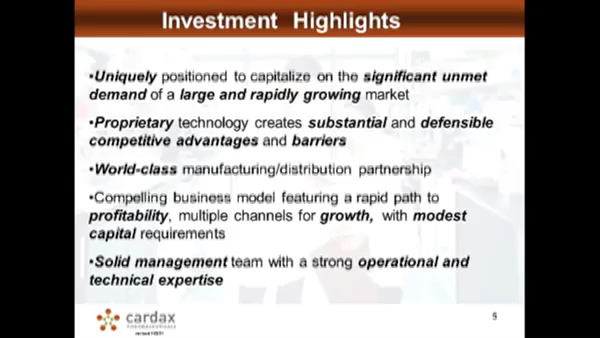 Investment Highlights
•Uniquely positioned to capitalize on the significant unmet
demand of a large and rapidly growing market
•Proprietary technology creates substantial and defensible
competitive advantages and barriers
•World-class manufacturing/distribution partnership
•Compelling business model featuring a rapid path to
profitability, multiple channels for growth, with modest
capital requirements
•Solid management team with a strong operational and
technical expertise
cardax
PHARMACEUTICALS
5